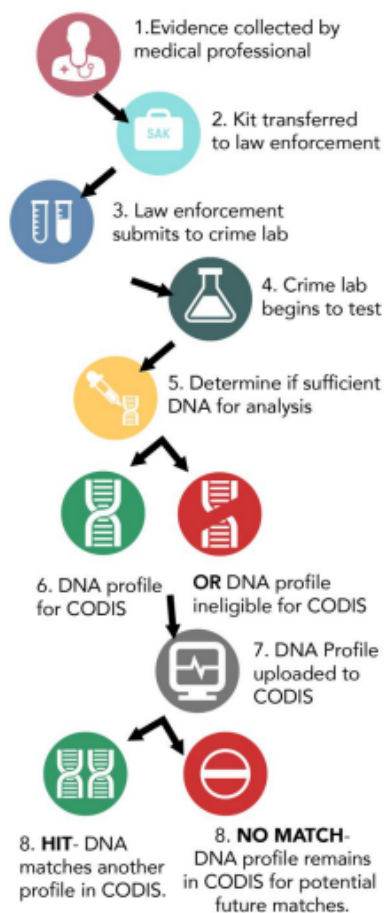 1.Evidence collected by
medical professional
SAK
2. Kit transferred
to law enforcement
3. Law enforcement
submits to crime lab
4. Crime lab
begins to test
5. Determine if sufficient
DNA for analysis
6. DNA profile
for CODIS
OR DNA profile
ineligible for CODIS
7. DNA Profile
uploaded to
CODIS
8. HIT- DNA
matches another
profile in CODIS.
8. NO MATCH-
DNA profile remains
in CODIS for potential
future matches.